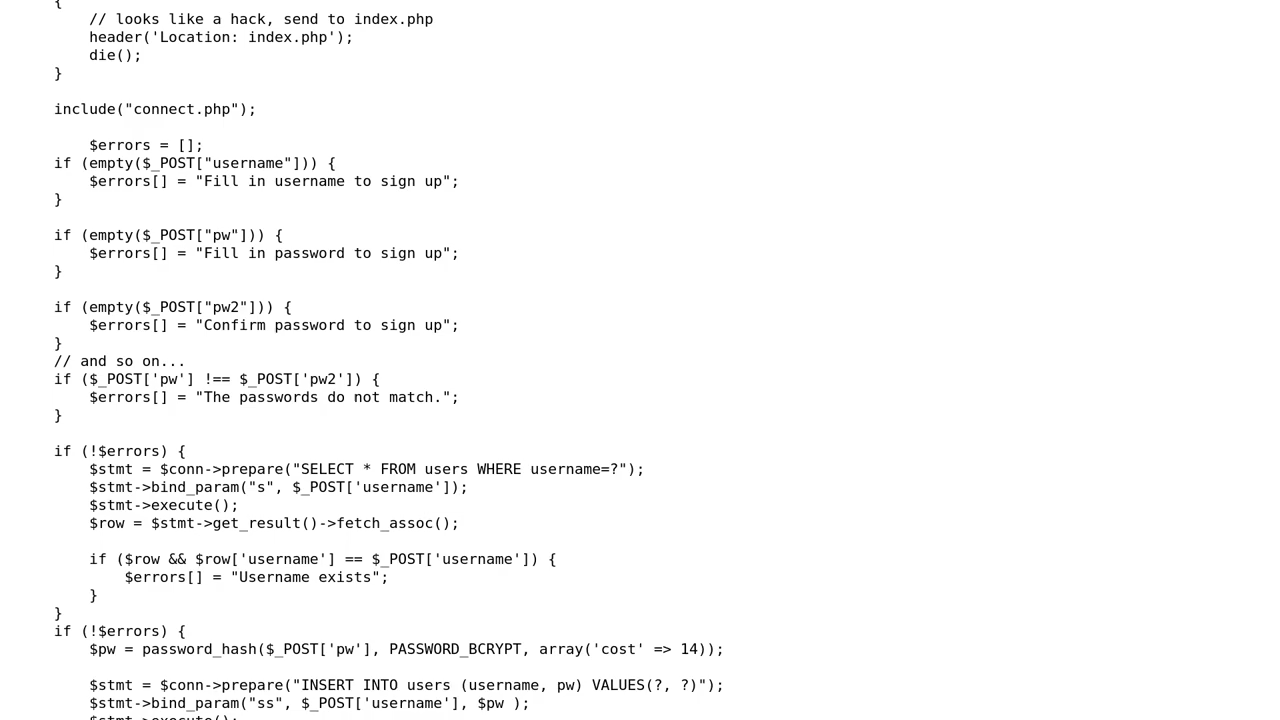 {
    // looks like a hack, send to index.php
    header('Location: index.php');
    die();
}

include("connect.php");

    $errors = [];
if (empty($_POST["username"])) {
    $errors[] = "Fill in username to sign up";
}

if (empty($_POST["pw"])) {
    $errors[] = "Fill in password to sign up";
}

if (empty($_POST["pw2"])) {
    $errors[] = "Confirm password to sign up";
}
// and so on...
if ($_POST['pw'] !== $_POST['pw2']) {
    $errors[] = "The passwords do not match.";
}

if (!$errors) {
    $stmt = $conn->prepare("SELECT * FROM users WHERE username=?");
    $stmt->bind_param("s", $_POST['username']);
    $stmt->execute();
    $row = $stmt->get_result()->fetch_assoc();

    if ($row && $row['username'] == $_POST['username']) {
        $errors[] = "Username exists";
    }
}
if (!$errors) {
    $pw = password_hash($_POST['pw'], PASSWORD_BCRYPT, array('cost' => 14));

    $stmt = $conn->prepare("INSERT INTO users (username, pw) VALUES(?, ?)");
    $stmt->bind_param("ss", $_POST['username'], $pw );
    $stmt->execute();